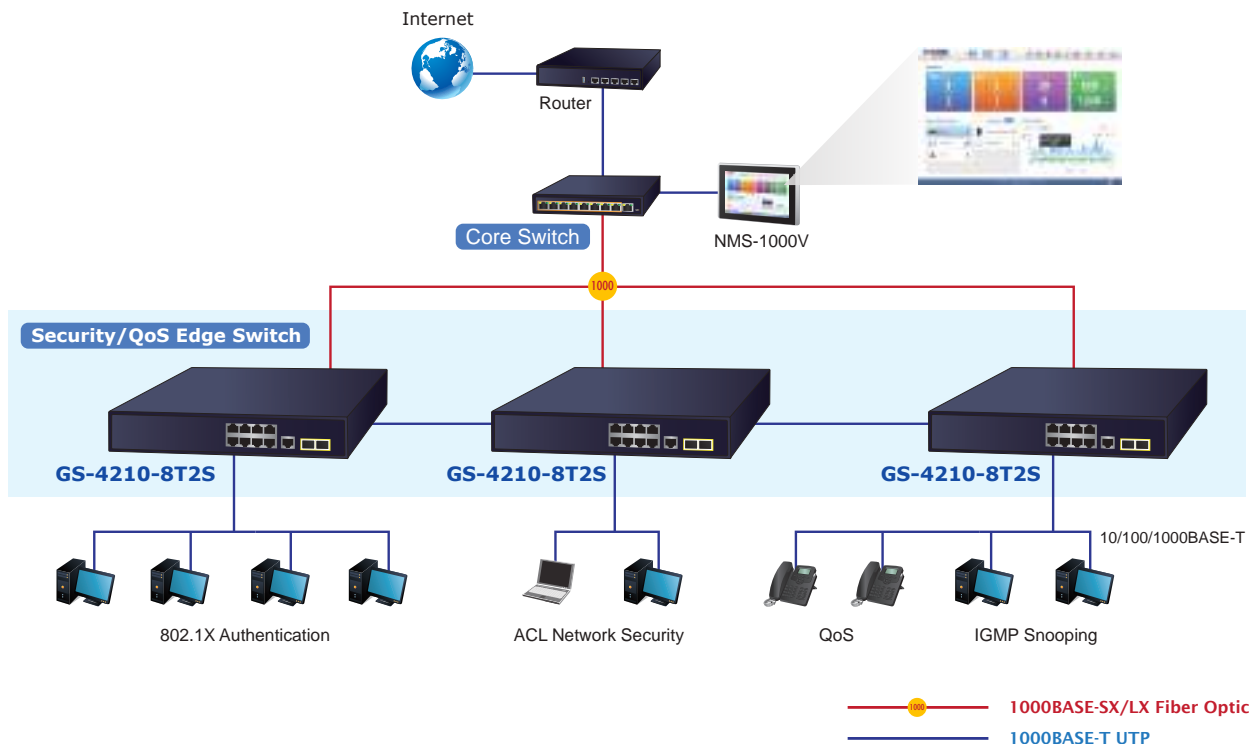 Internet
Router
Core Switch
NMS-1000V
1000
Security/QoS Edge Switch
GS-4210-8T2S
GS-4210-8T2S
GS-4210-8T2S
10/100/1000BASE-T
802.1X Authentication
ACL Network Security
QoS
IGMP Snooping
1000
1000BASE-SX/LX Fiber Optic
1000BASE-T UTP